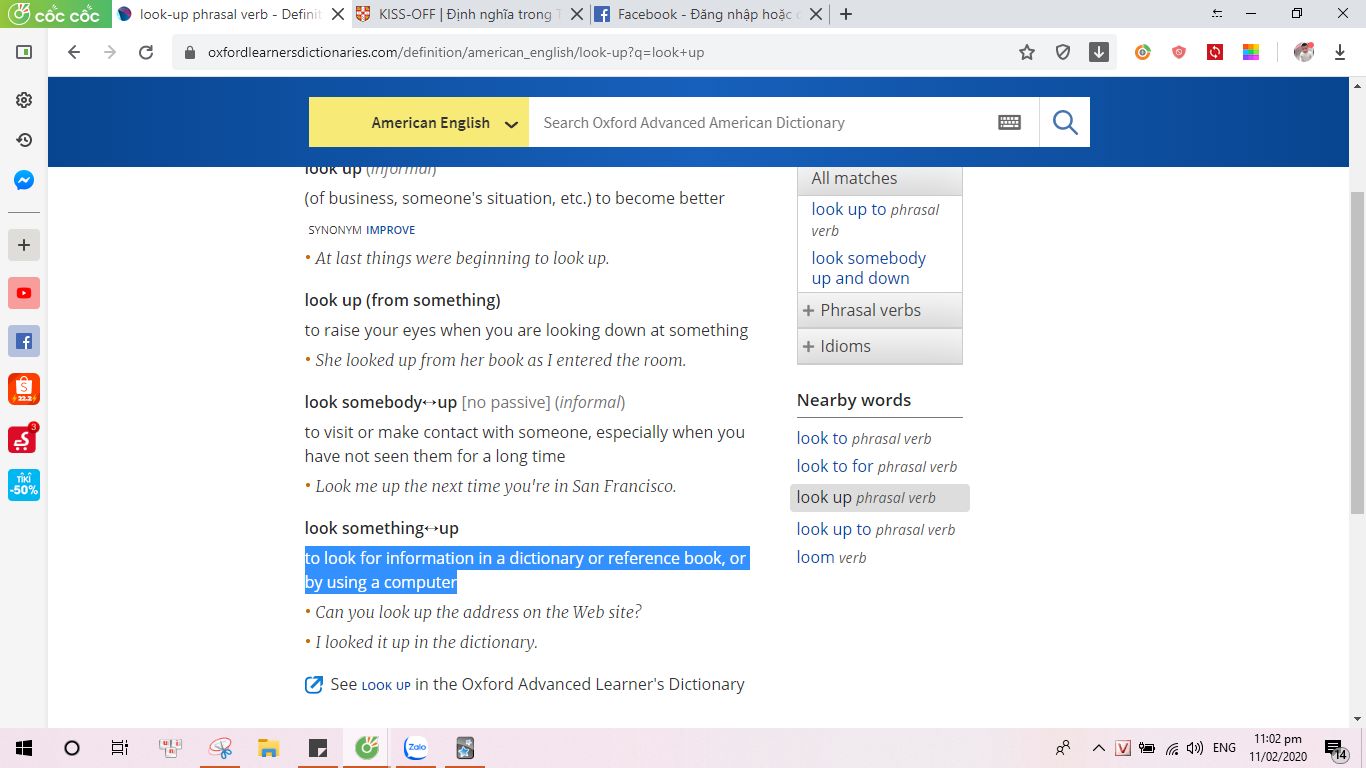 cốc cốc
look-up phrasal verb - Definit
KISS-OFF | Định nghĩa trong T
Facebook - Đăng nhập hoặc
oxfordlearnersdictionaries.com/definition/american_english/look-up?q=look+up
American English
Search Oxford Advanced American Dictionary
look up (informal)
(of business, someone's situation, etc.) to become better
SYNONYM IMPROVE
• At last things were beginning to look up.
look up (from something)
to raise your eyes when you are looking down at something
• She looked up from her book as I entered the room.
look somebody↔up [no passive] (informal)
to visit or make contact with someone, especially when you
have not seen them for a long time
• Look me up the next time you're in San Francisco.
look something↔up
to look for information in a dictionary or reference book, or
by using a computer
• Can you look up the address on the Web site?
• I looked it up in the dictionary.
See LOOK UP in the Oxford Advanced Learner's Dictionary
All matches
look up to phrasal
verb
look somebody
up and down
+ Phrasal verbs
+ Idioms
Nearby words
look to phrasal verb
look to for phrasal verb
look up phrasal verb
look up to phrasal verb
loom verb
22.2
3
TIKI
-50%
Zalo
V
ENG
11:02 pm
11/02/2020
14